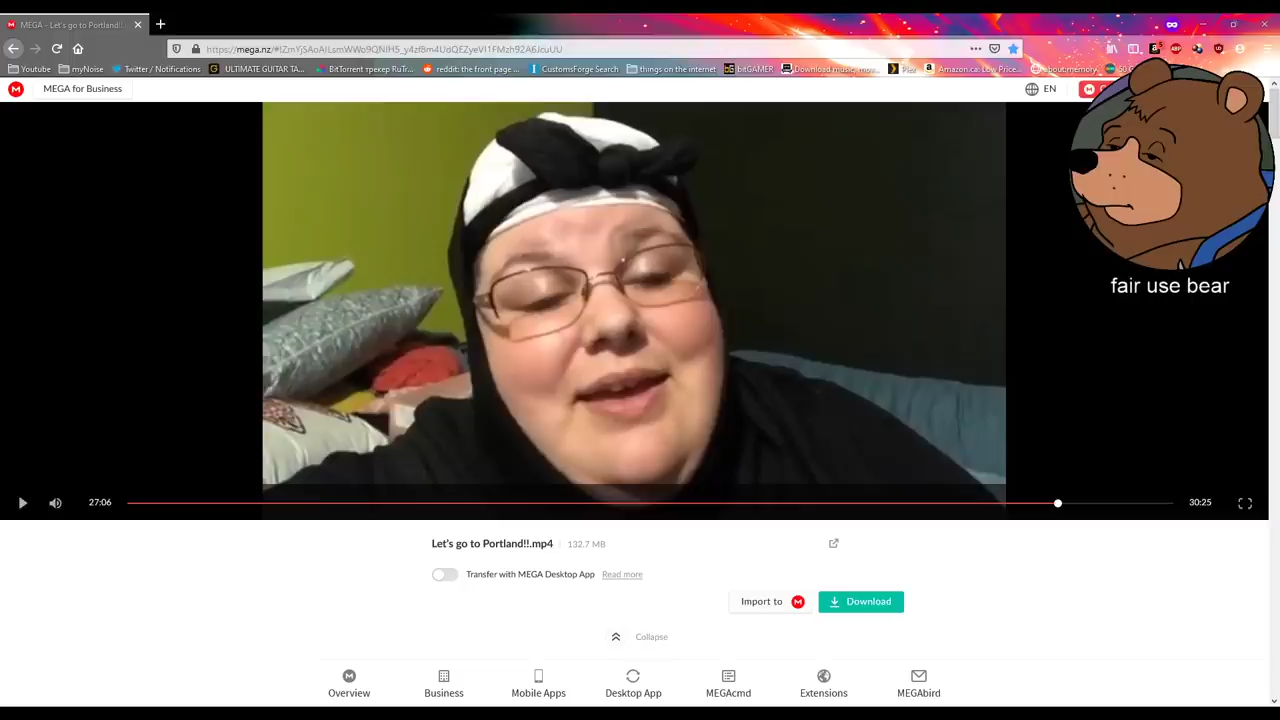 MEGA - Let's go to Portland!!
https://mega.nz/
Youtube
myNoise
Twitter / Notifications
ULTIMATE GUITAR TA...
BitTorrent трекер RuTr...
reddit: the front page ...
CustomsForge Search
things on the internet
bitGAMER
Download music, mov...
Plex
Amazon.ca: Low Price...
about:memory
MEGA for Business
EN
fair use bear
27:06
30:25
Let's go to Portland!!.mp4
132.7 MB
Transfer with MEGA Desktop App Read more
Import to
Download
Collapse
Overview
Business
Mobile Apps
Desktop App
MEGAcmd
Extensions
MEGAbird